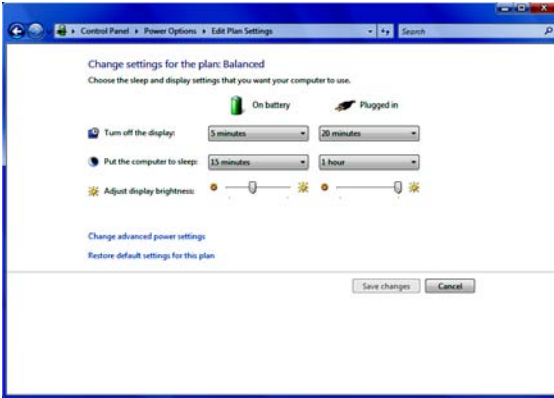 Control Panel ▸ Power Options ▸ Edit Plan Settings
Search
Change settings for the plan: Balanced
Choose the sleep and display settings that you want your computer to use.
On battery Plugged in
Turn off the display: 5 minutes 20 minutes
Put the computer to sleep: 15 minutes 1 hour
Adjust display brightness:
Change advanced power settings
Restore default settings for this plan
Save changes Cancel